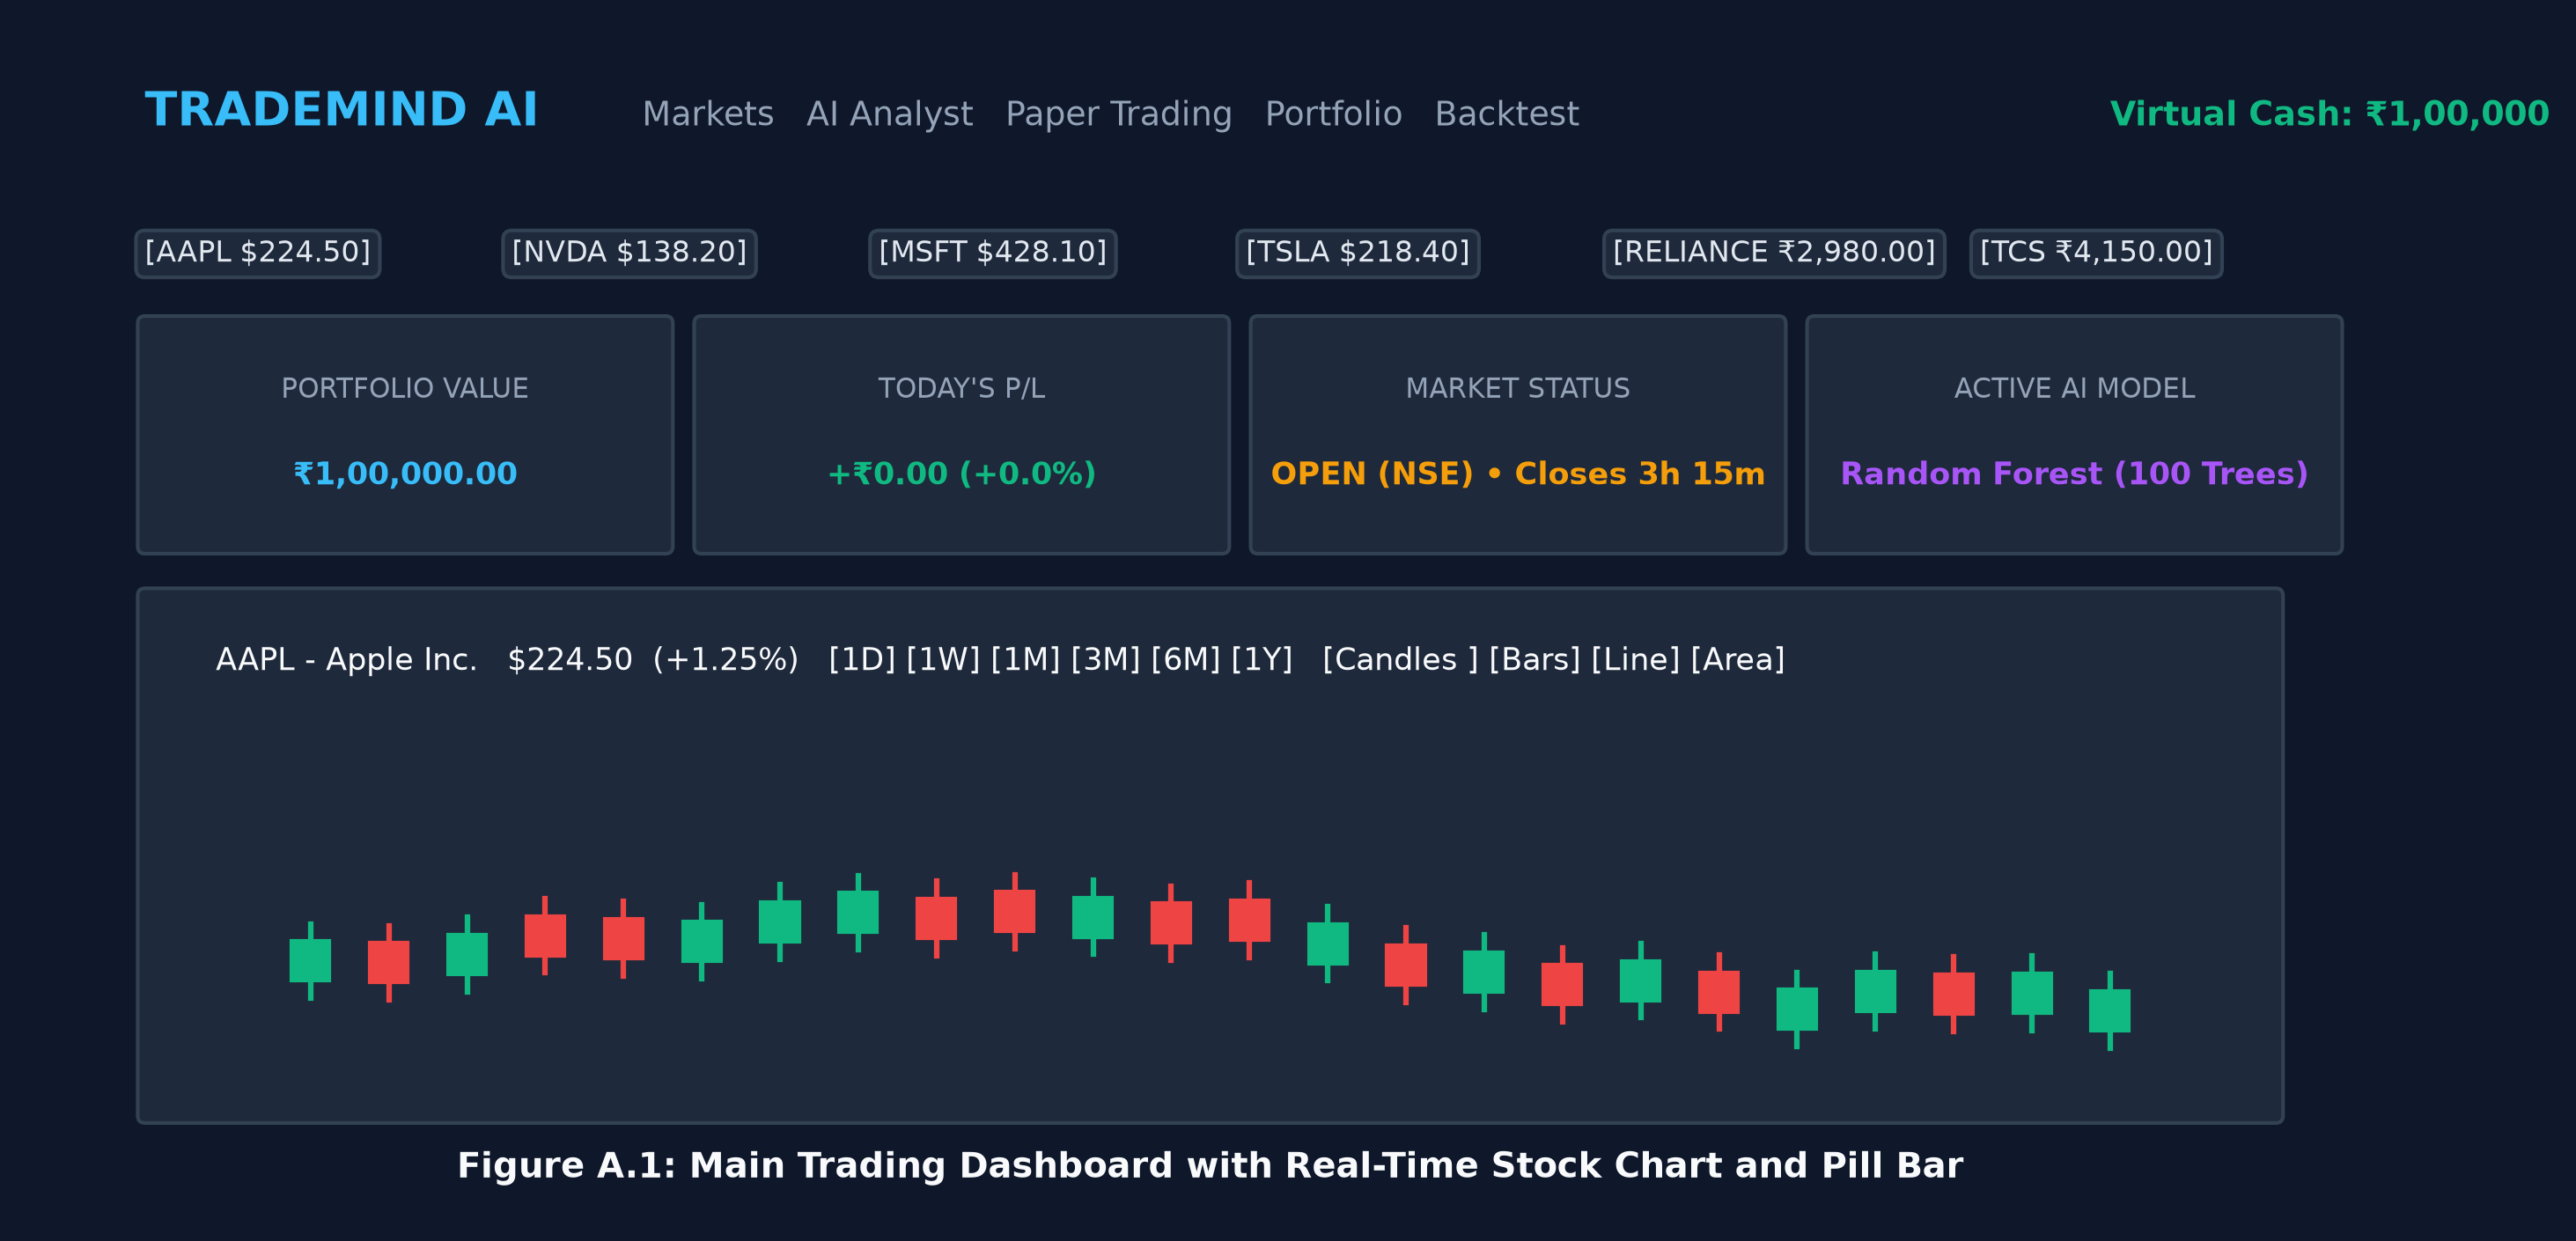 TRADEMIND AI Markets AI Analyst Paper Trading Portfolio Backtest Virtual Cash: ₹1,00,000
[AAPL $224.50] [NVDA $138.20] [MSFT $428.10] [TSLA $218.40] [RELIANCE ₹2,980.00] [TCS ₹4,150.00]
PORTFOLIO VALUE
₹1,00,000.00
TODAY'S P/L
+₹0.00 (+0.0%)
MARKET STATUS
OPEN (NSE) • Closes 3h 15m
ACTIVE AI MODEL
Random Forest (100 Trees)
AAPL - Apple Inc. $224.50 (+1.25%) [1D] [1W] [1M] [3M] [6M] [1Y] [Candles ] [Bars] [Line] [Area]
Figure A.1: Main Trading Dashboard with Real-Time Stock Chart and Pill Bar